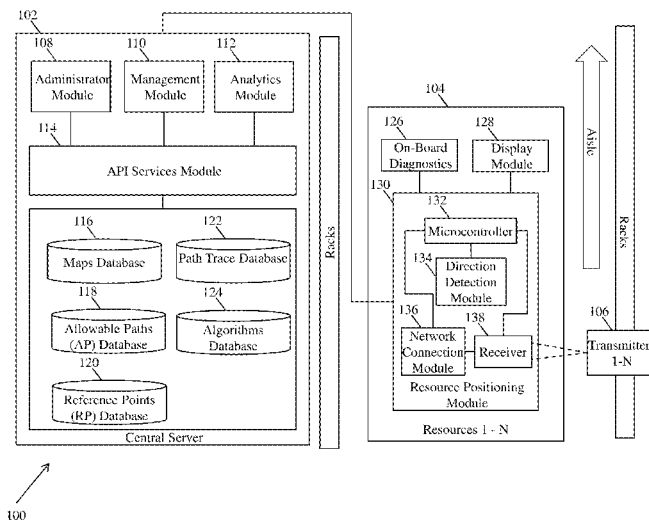 102
108
110
112
Administrator
Module
Management
Module
Analytics
Module
114
API Services Module
116
122
Maps Database
Path Trace Database
118
124
Allowable Paths
(AP) Database
Algorithms
Database
120
Reference Points
(RP) Database
Central Server
Racks
104
126
128
On-Board
Diagnostics
Display
Module
130
132
Microcontroller
134
Direction
Detection
Module
136
138
Network
Connection
Module
Receiver
Resource Positioning
Module
Resources 1 - N
Aisle
Racks
106
Transmitter
1-N
100